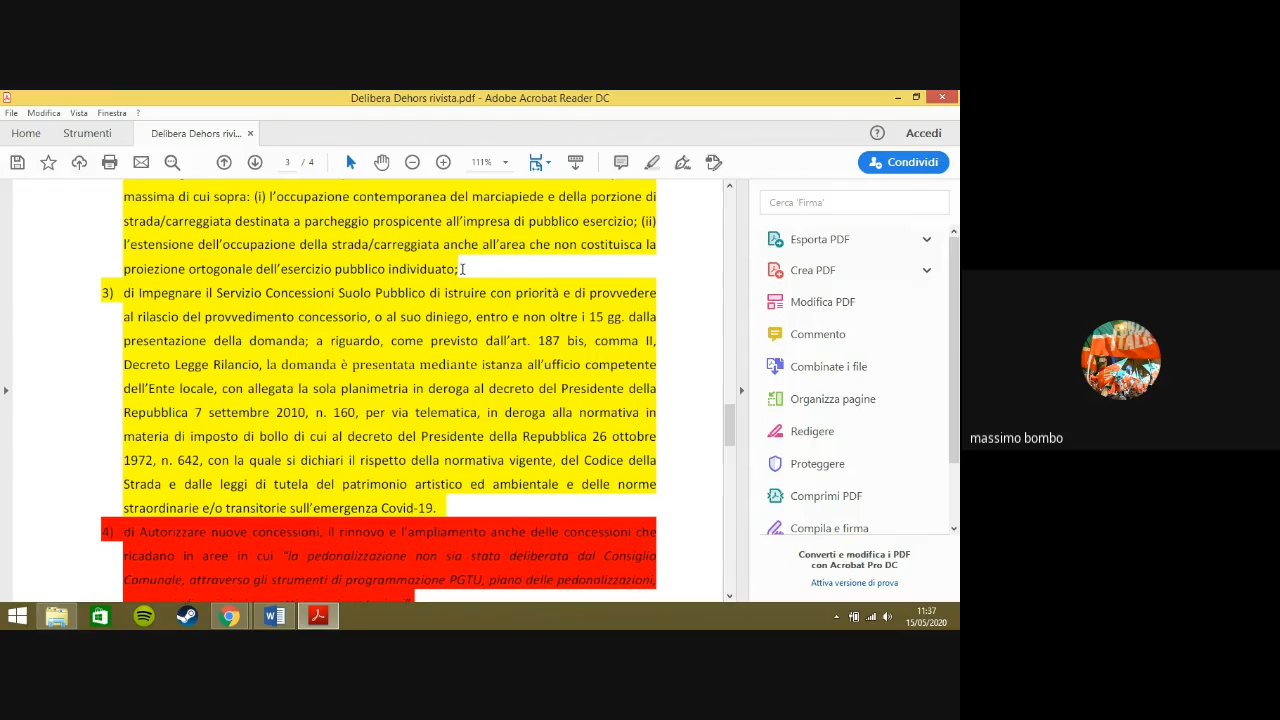 Delibera Dehors rivista.pdf - Adobe Acrobat Reader DC
File Modifica Vista Finestra ?
Home Strumenti Delibera Dehors rivi... × Accedi
3 / 4 111% Condividi
massima di cui sopra: (i) l'occupazione contemporanea del marciapiede e della porzione di
strada/carreggiata destinata a parcheggio prospicente all'impresa di pubblico esercizio; (ii)
l'estensione dell'occupazione della strada/carreggiata anche all'area che non costituisca la
proiezione ortogonale dell'esercizio pubblico individuato;
3) di Impegnare il Servizio Concessioni Suolo Pubblico di istruire con priorità e di provvedere
al rilascio del provvedimento concessorio, o al suo diniego, entro e non oltre i 15 gg. dalla
presentazione della domanda; a riguardo, come previsto dall'art. 187 bis, comma II,
Decreto Legge Rilancio, la domanda è presentata mediante istanza all'ufficio competente
dell'Ente locale, con allegata la sola planimetria in deroga al decreto del Presidente della
Repubblica 7 settembre 2010, n. 160, per via telematica, in deroga alla normativa in
materia di imposto di bollo di cui al decreto del Presidente della Repubblica 26 ottobre
1972, n. 642, con la quale si dichiari il rispetto della normativa vigente, del Codice della
Strada e dalle leggi di tutela del patrimonio artistico ed ambientale e delle norme
straordinarie e/o transitorie sull'emergenza Covid-19.
4) di Autorizzare nuove concessioni, il rinnovo e l'ampliamento anche delle concessioni che
ricadano in aree in cui "la pedonalizzazione non sia stata deliberata dal Consiglio
Comunale, attraverso gli strumenti di programmazione PGTU, piano delle pedonalizzazioni,
Cerca 'Firma'
Esporta PDF
Crea PDF
Modifica PDF
Commento
Combinate i file
Organizza pagine
Redigere
Proteggere
Comprimi PDF
Compila e firma
Converti e modifica i PDF
con Acrobat Pro DC
Attiva versione di prova
11:37
15/05/2020
massimo bombo